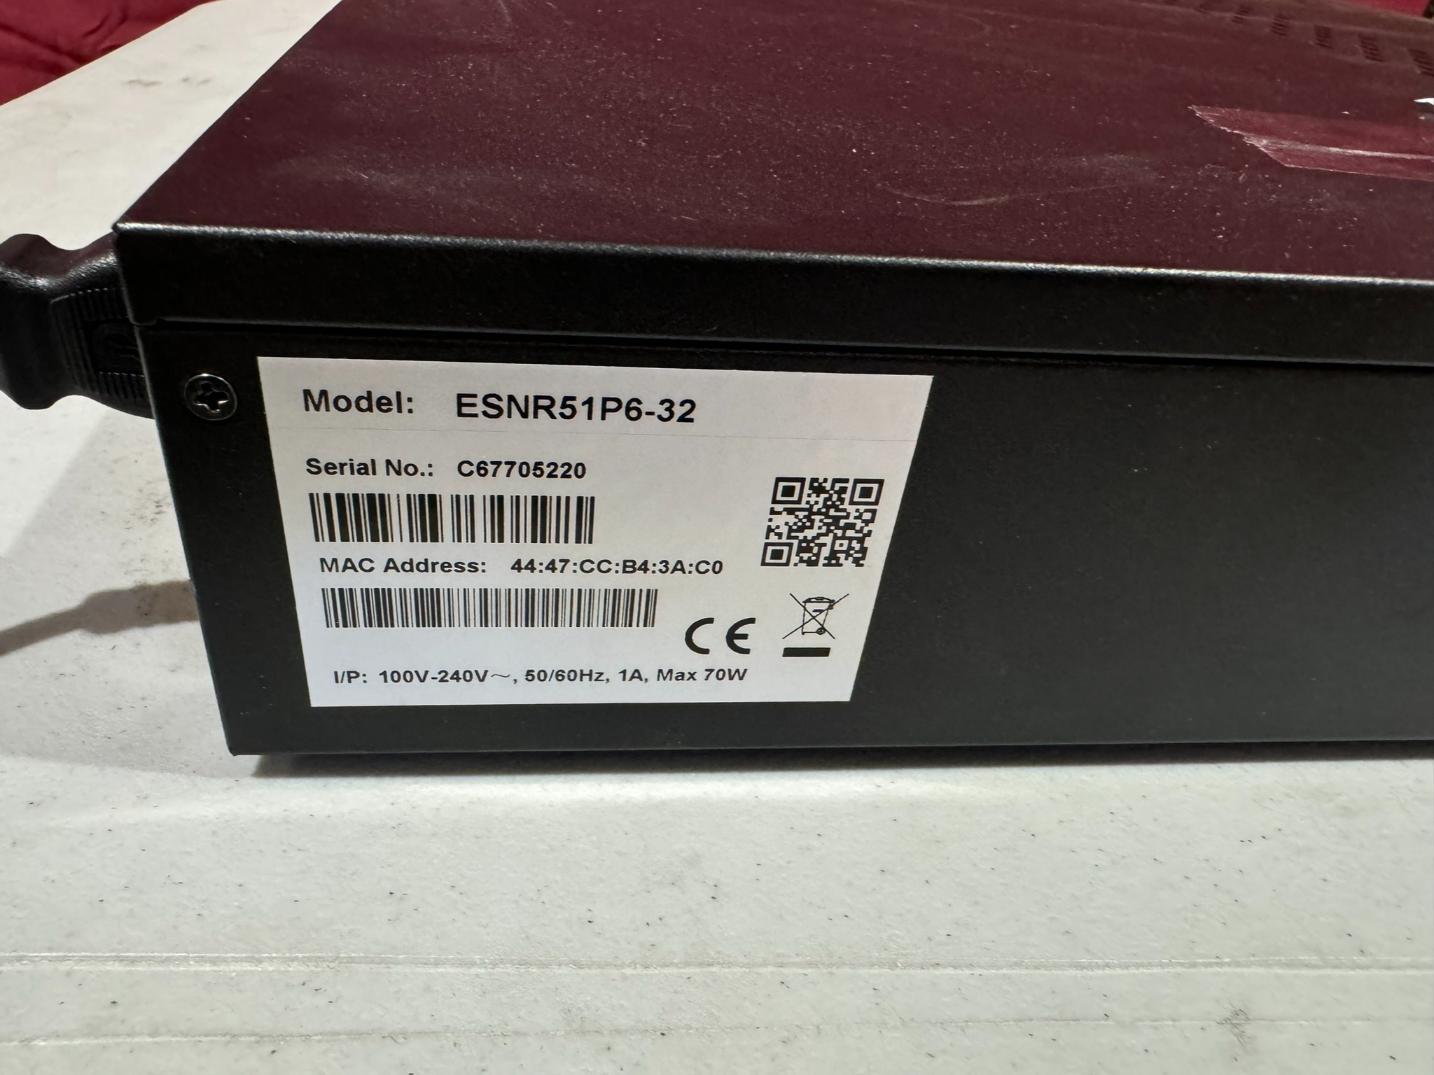 Model: ESNR51P6-32
Serial No.: C67705220
MAC Address: 44:47:CC:B4:3A:C0
CE
I/P: 100V-240V～, 50/60Hz, 1A, Max 70W